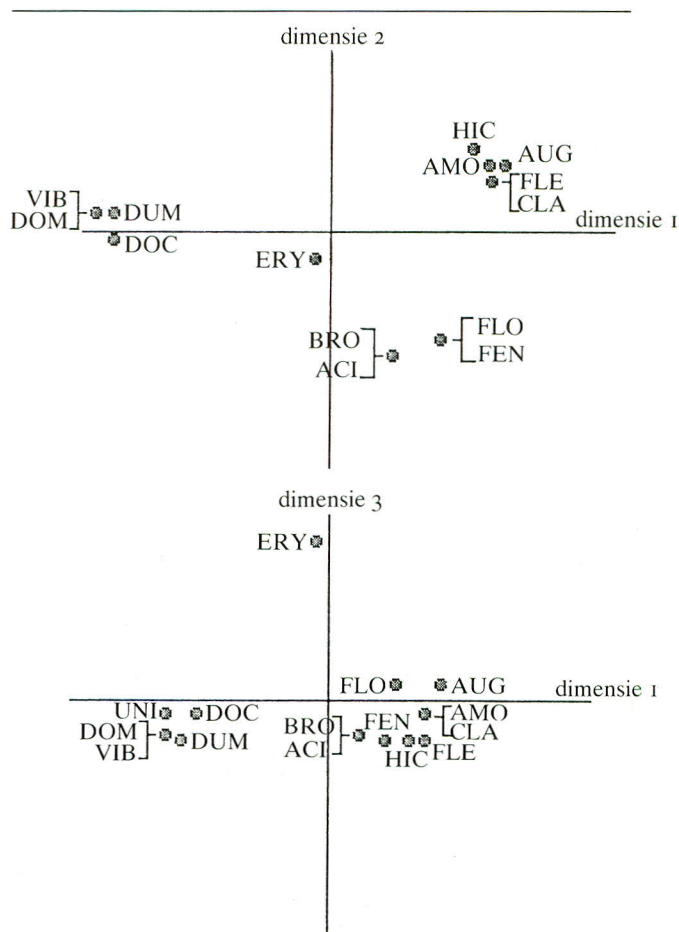 dimensie 2
HIC
AMO AUG
FLE
CLA
VIB
DOM DUM
DOC
dimensie 1
ERY
BRO
ACI
FLO
FEN
dimensie 3
ERY
FLO AUG
dimensie 1
UNI DOC
DOM
VIB
DUM
BRO
ACI
FEN
AMO
CLA
HIC FLE